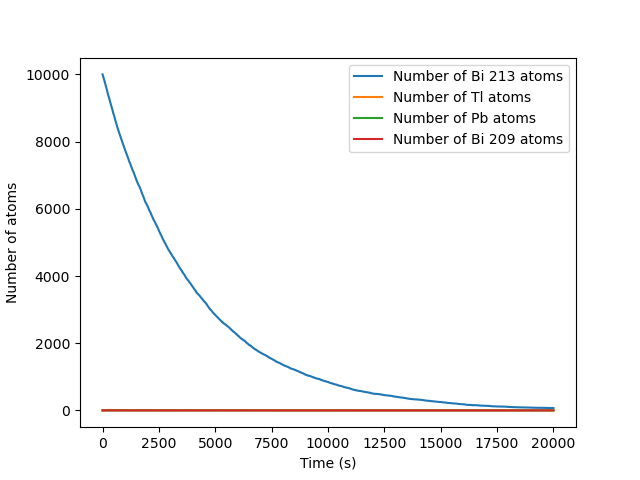 Number of Bi 213 atoms
Number of Tl atoms
Number of Pb atoms
Number of Bi 209 atoms
Number of atoms
10000
8000
6000
4000
2000
0
0 2500 5000 7500 10000 12500 15000 17500 20000
Time (s)